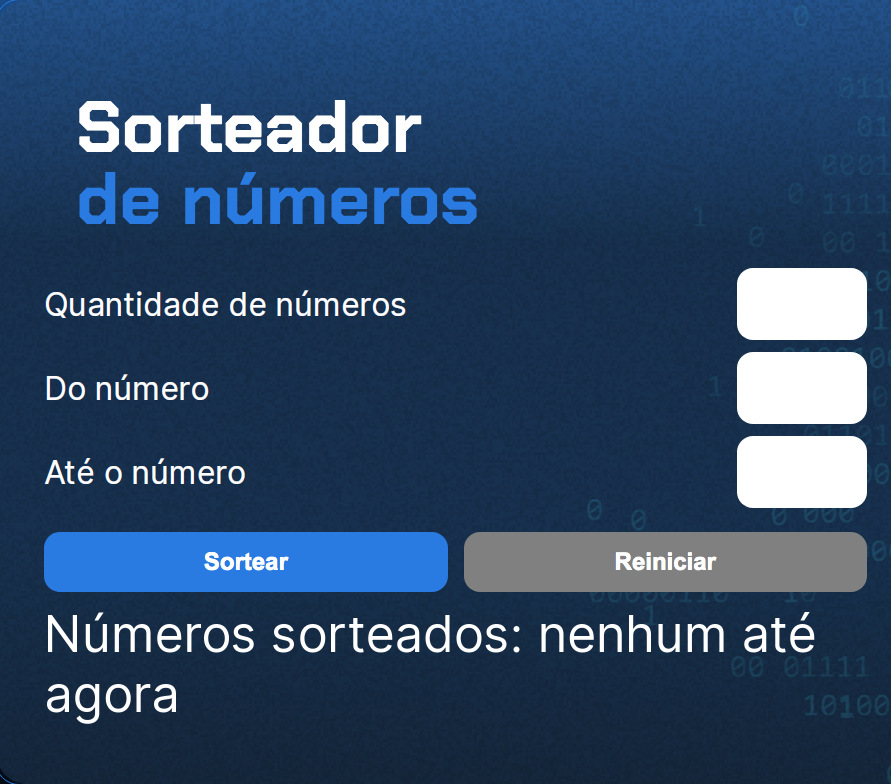 Sorteador
de números
Quantidade de números
Do número
Até o número
Sortear Reiniciar
Números sorteados: nenhum até
agora